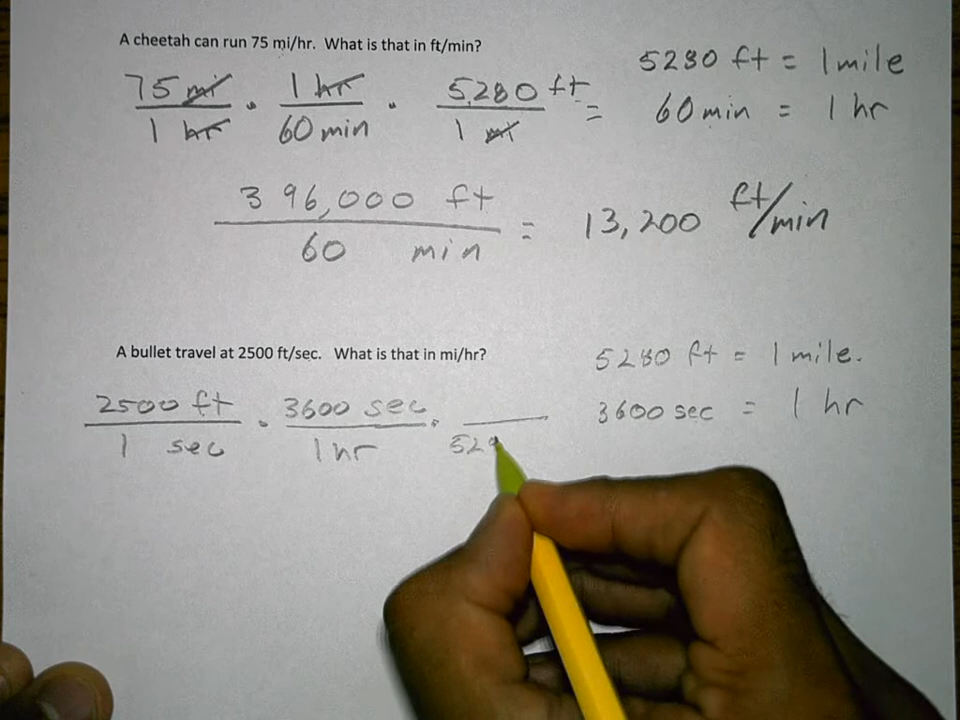 A cheetah can run 75 mi/hr. What is that in ft/min?
75 mi / 1 hr · 1 hr / 60 min · 5,280 ft / 1 mi =
5280 ft = 1 mile
60 min = 1 hr
396,000 ft / 60 min = 13,200 ft/min
A bullet travel at 2500 ft/sec. What is that in mi/hr?
5280 ft = 1 mile.
3600 sec = 1 hr
2500 ft / 1 sec · 3600 sec / 1 hr · / 528